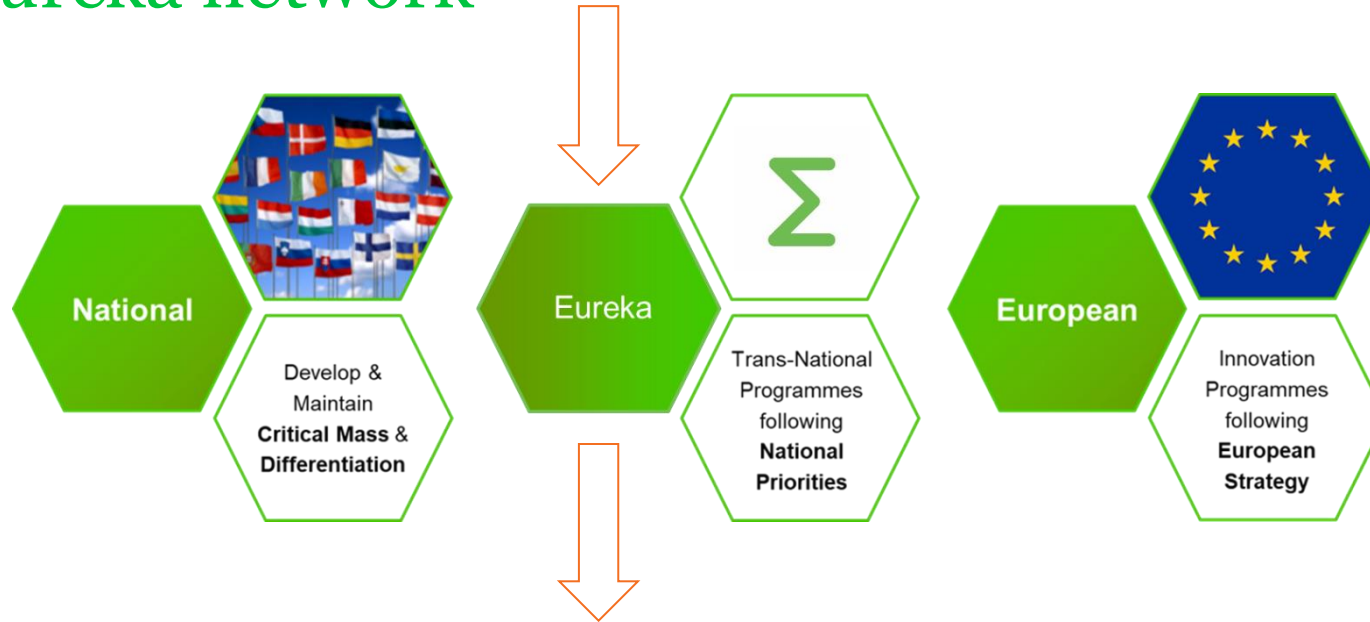 ureka network
National
Develop &
Maintain
Critical Mass &
Differentiation
Eureka
Σ
Trans-National
Programmes
following
National
Priorities
European
Innovation
Programmes
following
European
Strategy